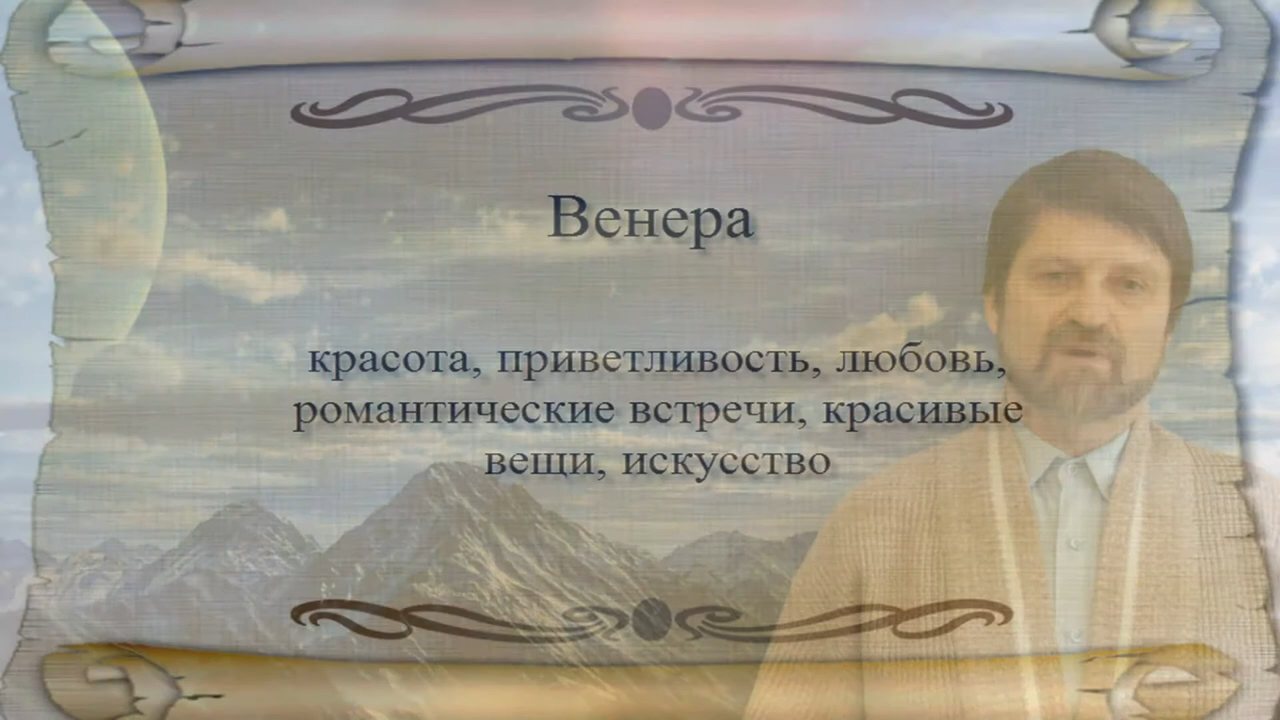 Венера
красота, приветливость, любовь,
романтические встречи, красивые
вещи, искусство